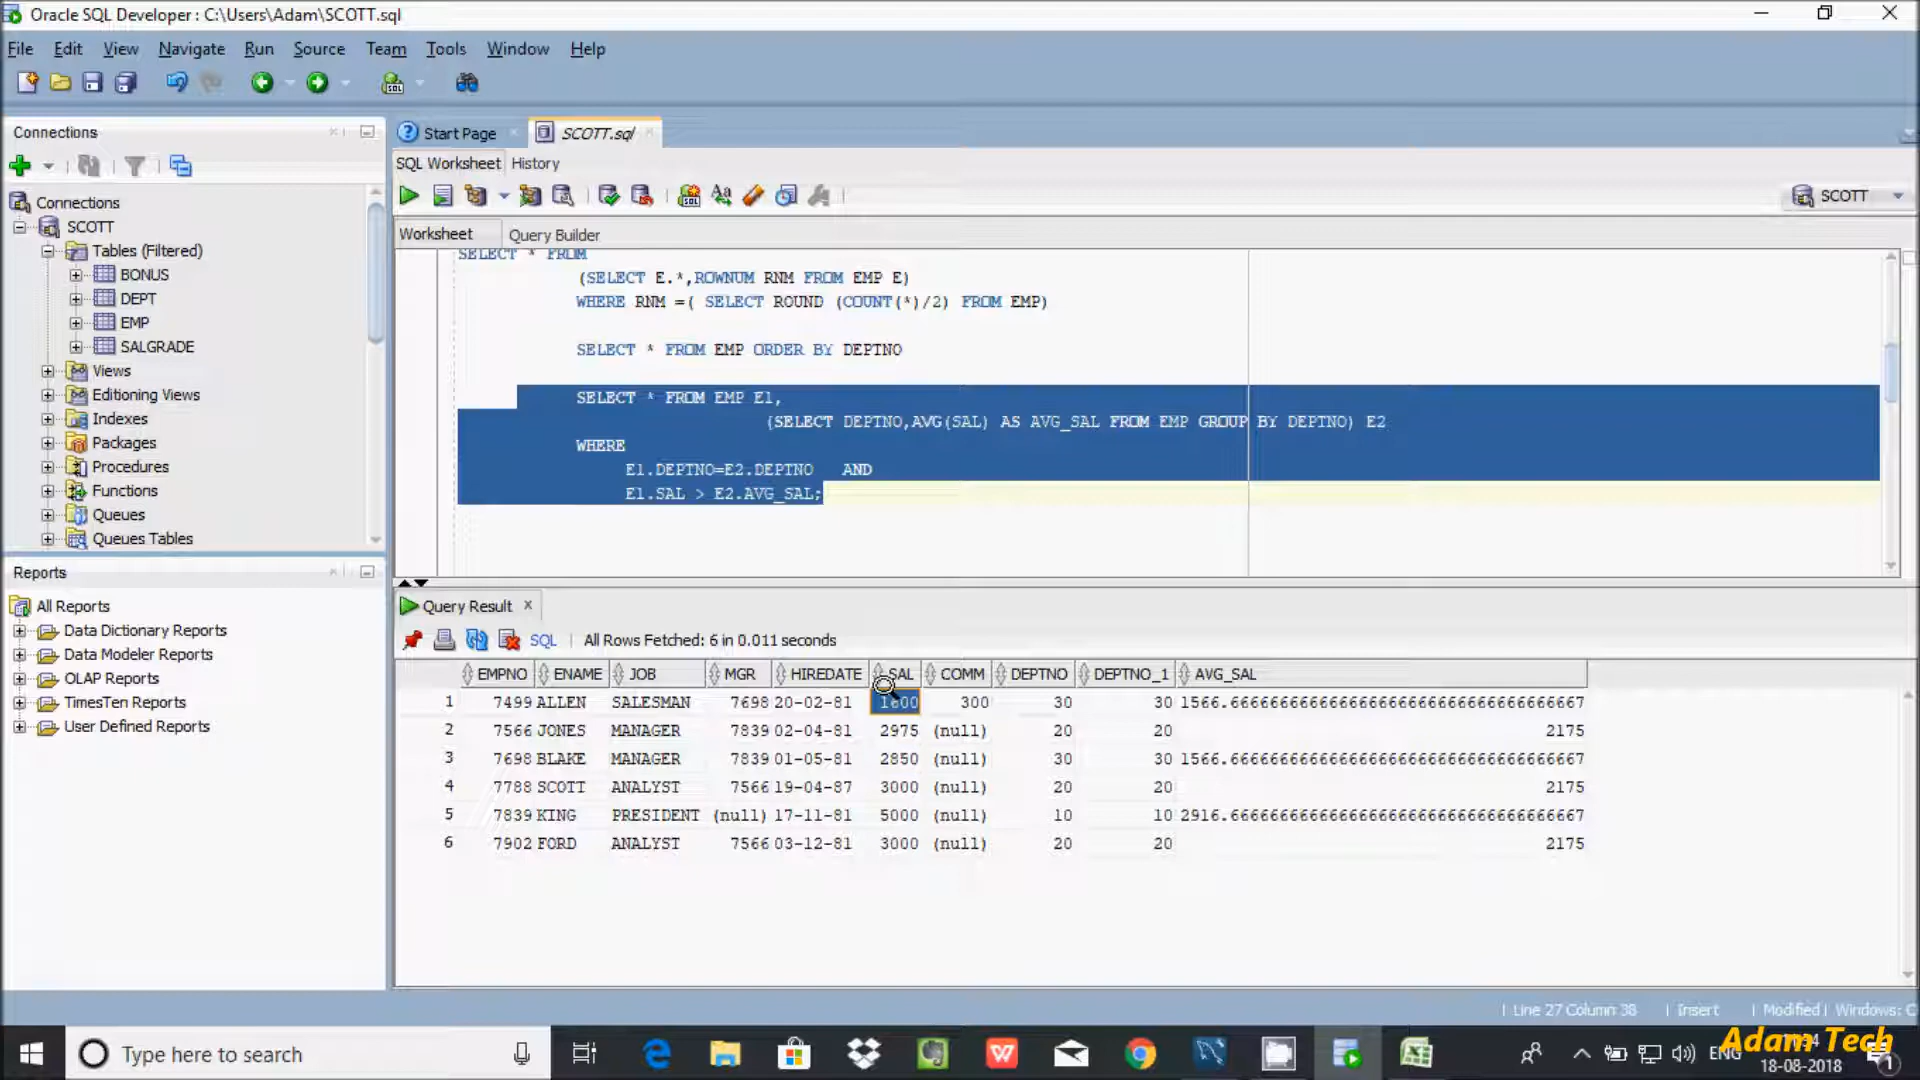 Oracle SQL Developer : C:\Users\Adam\SCOTT.sql
File Edit View Navigate Run Source Team Tools Window Help
Connections
Connections
SCOTT
Tables (Filtered)
BONUS
DEPT
EMP
SALGRADE
Views
Editioning Views
Indexes
Packages
Procedures
Functions
Queues
Queues Tables
Reports
All Reports
Data Dictionary Reports
Data Modeler Reports
OLAP Reports
TimesTen Reports
User Defined Reports
Start Page SCOTT.sql
SQL Worksheet History
SCOTT
Worksheet Query Builder
SELECT * FROM
(SELECT E.*,ROWNUM RNM FROM EMP E)
WHERE RNM =( SELECT ROUND (COUNT(*)/2) FROM EMP)
SELECT * FROM EMP ORDER BY DEPTNO
SELECT * FROM EMP E1,
(SELECT DEPTNO,AVG(SAL) AS AVG_SAL FROM EMP GROUP BY DEPTNO) E2
WHERE
E1.DEPTNO=E2.DEPTNO AND
E1.SAL > E2.AVG_SAL;
Query Result
SQL All Rows Fetched: 6 in 0.011 seconds
EMPNO ENAME JOB MGR HIREDATE SAL COMM DEPTNO DEPTNO_1 AVG_SAL
1 7499 ALLEN SALESMAN 7698 20-02-81 1600 300 30 30 1566.66666666666666666666666666666666667
2 7566 JONES MANAGER 7839 02-04-81 2975 (null) 20 20 2175
3 7698 BLAKE MANAGER 7839 01-05-81 2850 (null) 30 30 1566.66666666666666666666666666666666667
4 7788 SCOTT ANALYST 7566 19-04-87 3000 (null) 20 20 2175
5 7839 KING PRESIDENT (null) 17-11-81 5000 (null) 10 10 2916.66666666666666666666666666666666667
6 7902 FORD ANALYST 7566 03-12-81 3000 (null) 20 20 2175
Line 27 Column 38 Insert Modified Windows: C
Type here to search
ENG
Adam Tech
18-08-2018
1